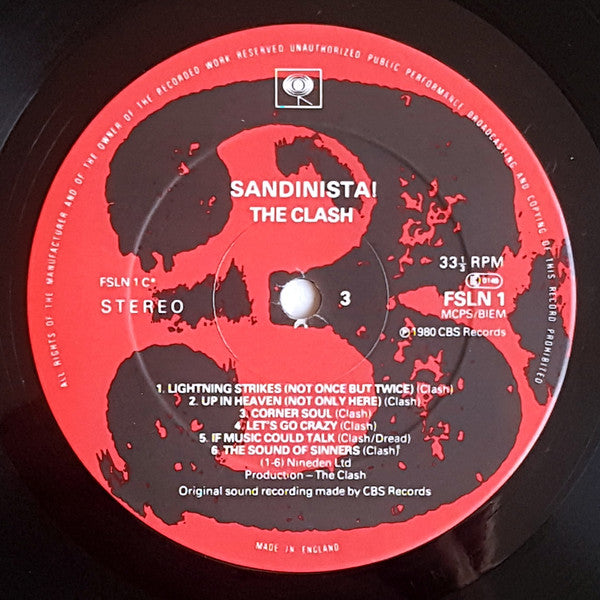 ALL RIGHTS OF THE MANUFACTURER AND OF THE OWNER OF THE RECORDED WORK RESERVED UNAUTHORIZED PUBLIC PERFORMANCE BROADCASTING AND COPYING OF THIS RECORD PROHIBITED
SANDINISTA!
THE CLASH
33⅓ RPM
FSLN 1 C*
STEREO
3
FSLN 1
MCPS/BIEM
℗ 1980 CBS Records
1. LIGHTNING STRIKES (NOT ONCE BUT TWICE) (Clash)
2. UP IN HEAVEN (NOT ONLY HERE) (Clash)
3. CORNER SOUL (Clash)
4. LET'S GO CRAZY (Clash)
5. IF MUSIC COULD TALK (Clash/Dread)
6. THE SOUND OF SINNERS (Clash)
(1-6) Nineden Ltd
Production – The Clash
Original sound recording made by CBS Records
MADE IN ENGLAND